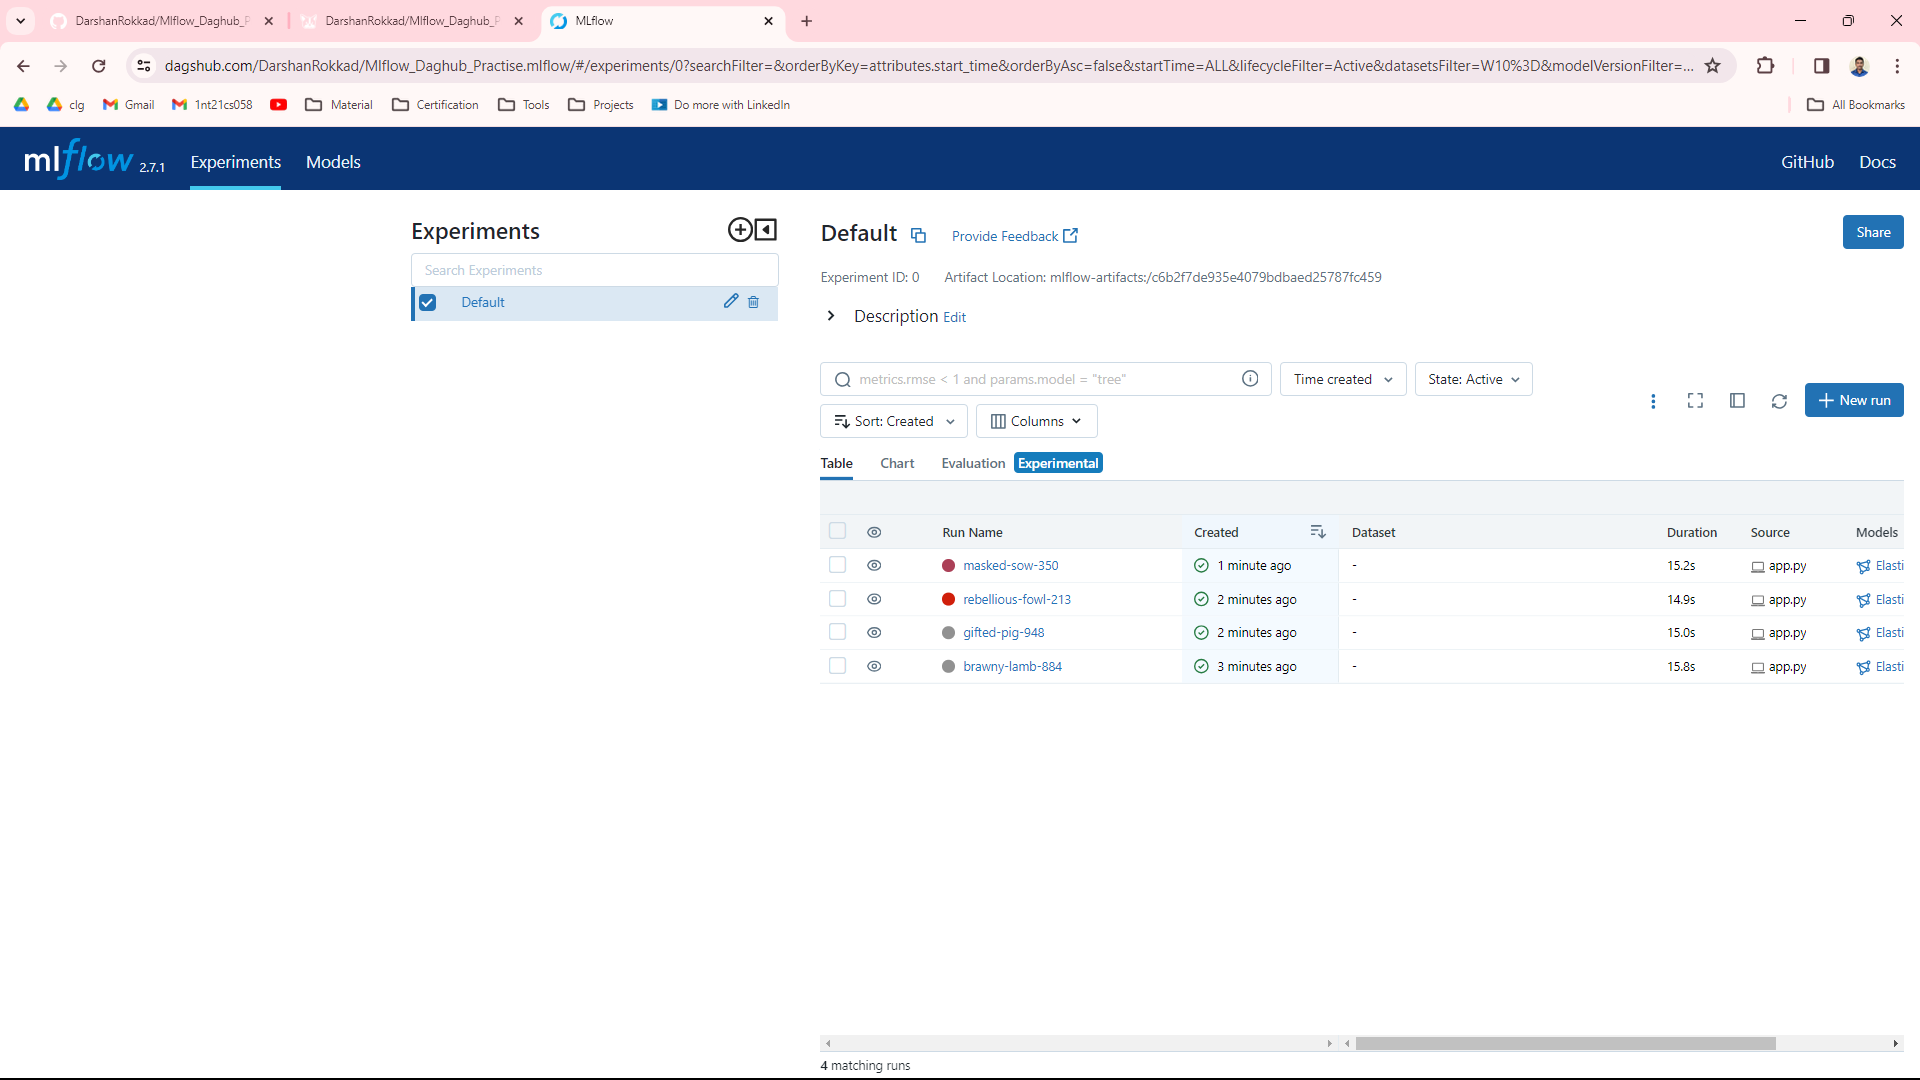 DarshanRokkad/Mlflow_Daghub_P
DarshanRokkad/Mlflow_Daghub_P
MLflow
dagshub.com/DarshanRokkad/Mlflow_Daghub_Practise.mlflow/#/experiments/0?searchFilter=&orderByKey=attributes.start_time&orderByAsc=false&startTime=ALL&lifecycleFilter=Active&datasetsFilter=W10%3D&modelVersionFilter=...
clg Gmail 1nt21cs058 Material Certification Tools Projects Do more with LinkedIn All Bookmarks
mlflow 2.7.1 Experiments Models GitHub Docs
Experiments
Search Experiments
Default
Default Provide Feedback Share
Experiment ID: 0 Artifact Location: mlflow-artifacts:/c6b2f7de935e4079bdbaed25787fc459
Description Edit
metrics.rmse < 1 and params.model = "tree" Time created State: Active
New run
Sort: Created Columns
Table Chart Evaluation Experimental
Run Name Created Dataset Duration Source Models
masked-sow-350 1 minute ago - 15.2s app.py Elasti
rebellious-fowl-213 2 minutes ago - 14.9s app.py Elasti
gifted-pig-948 2 minutes ago - 15.0s app.py Elasti
brawny-lamb-884 3 minutes ago - 15.8s app.py Elasti
4 matching runs